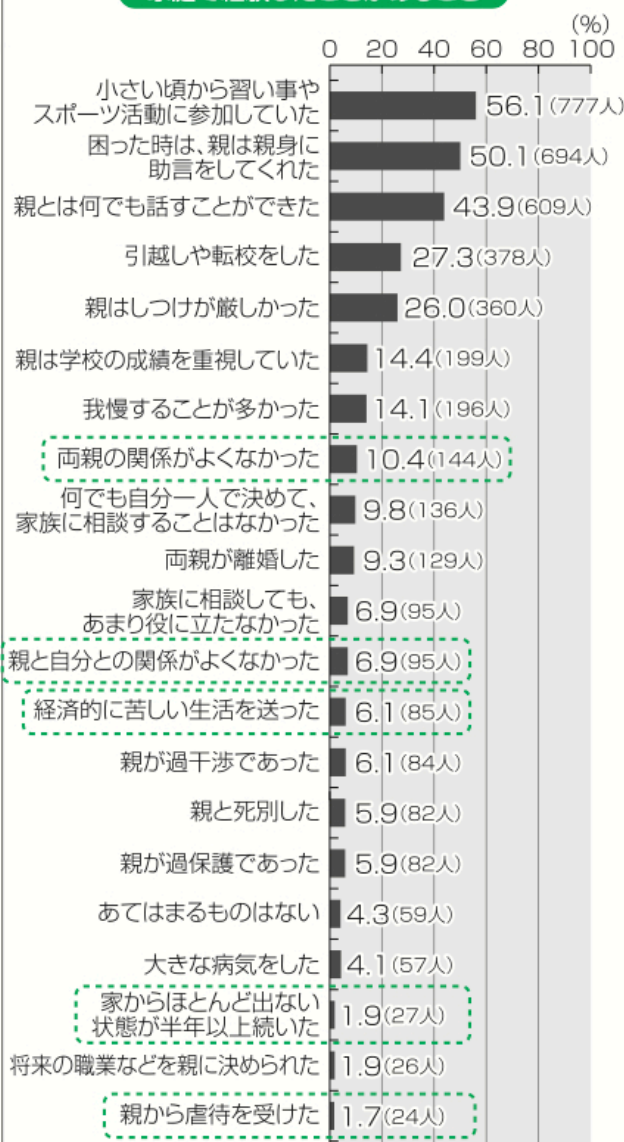 (%)
0 20 40 60 80 100
小さい頃から習い事や
スポーツ活動に参加していた
56.1(777人)
困った時は、親は親身に
助言をしてくれた
50.1(694人)
親とは何でも話すことができた
43.9(609人)
引越しや転校をした
27.3(378人)
親はしつけが厳しかった
26.0(360人)
親は学校の成績を重視していた
14.4(199人)
我慢することが多かった
14.1(196人)
両親の関係がよくなかった
10.4(144人)
何でも自分一人で決めて、
家族に相談することはなかった
9.8(136人)
両親が離婚した
9.3(129人)
家族に相談しても、
あまり役に立たなかった
6.9(95人)
親と自分との関係がよくなかった
6.9(95人)
経済的に苦しい生活を送った
6.1(85人)
親が過干渉であった
6.1(84人)
親と死別した
5.9(82人)
親が過保護であった
5.9(82人)
あてはまるものはない
4.3(59人)
大きな病気をした
4.1(57人)
家からほとんど出ない
状態が半年以上続いた
1.9(27人)
将来の職業などを親に決められた
1.9(26人)
親から虐待を受けた
1.7(24人)